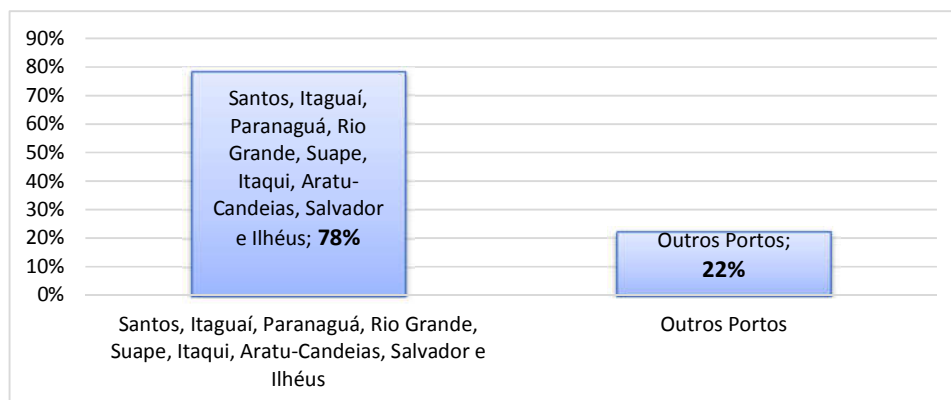 90%
80%
70%
60%
50%
40%
30%
20%
10%
0%
Santos, Itaguaí,
Paranaguá, Rio
Grande, Suape,
Itaqui, Aratu-
Candeias, Salvador
e Ilhéus; 78%
Outros Portos;
22%
Santos, Itaguaí, Paranaguá, Rio Grande,
Suape, Itaqui, Aratu-Candeias, Salvador e
Ilhéus
Outros Portos